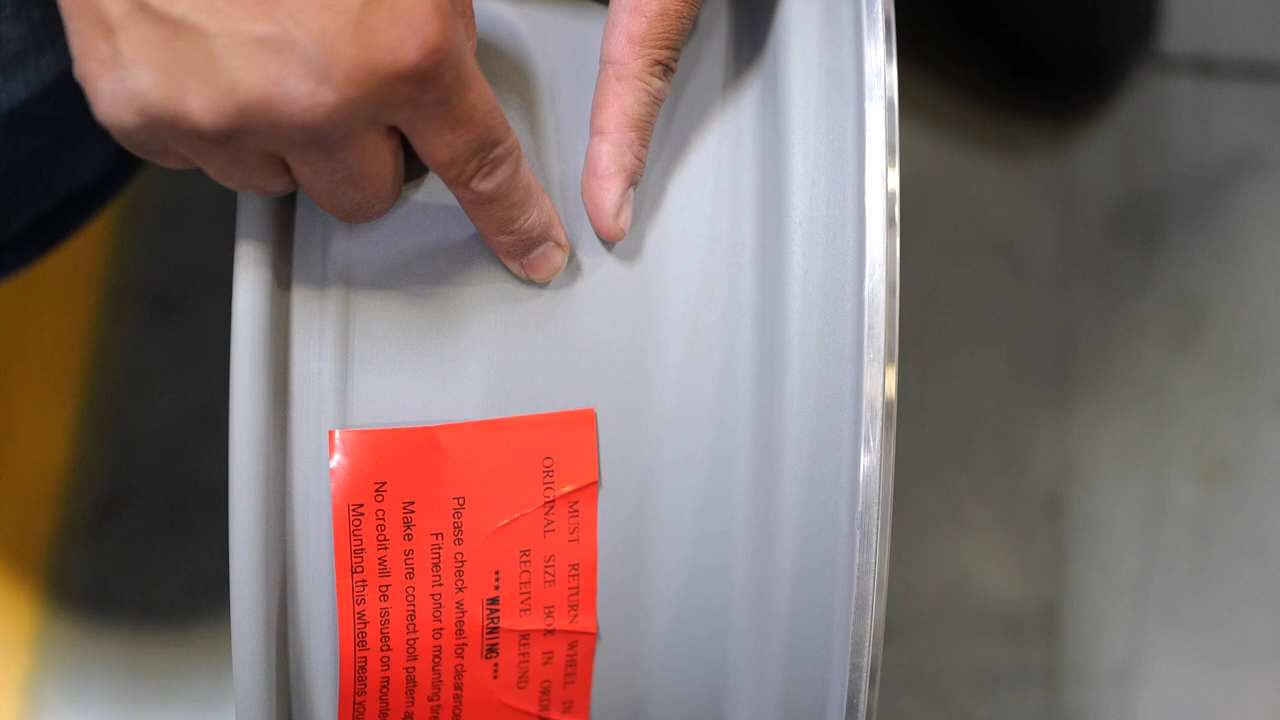 MUST RETURN WHEEL IN
ORIGINAL SIZE BOX IN
RECEIVE REFUND
*** WARNING ***
Please check wheel for clearance
Fitment prior to mounting
Make sure correct bolt pattern
No credit will be issued on
Mounting this wheel means you